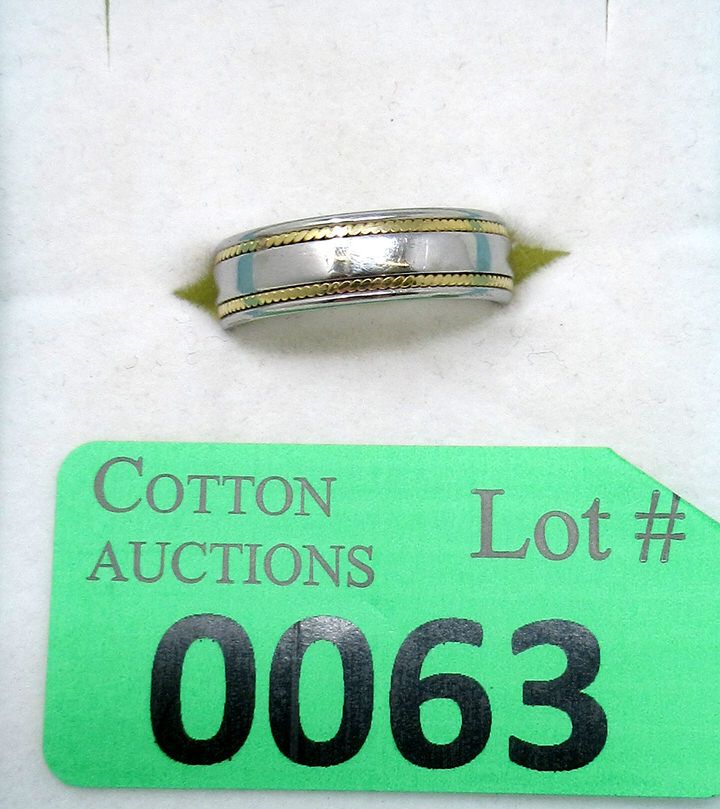 COTTON
AUCTIONS
Lot #
0063